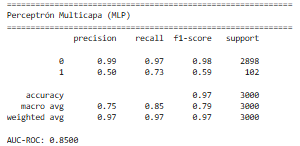 ============================================================
Perceptrón Multicapa (MLP)
============================================================
precision recall f1-score support
0 0.99 0.97 0.98 2898
1 0.50 0.73 0.59 102
accuracy 0.97 3000
macro avg 0.75 0.85 0.79 3000
weighted avg 0.97 0.97 0.97 3000
AUC-ROC: 0.8500